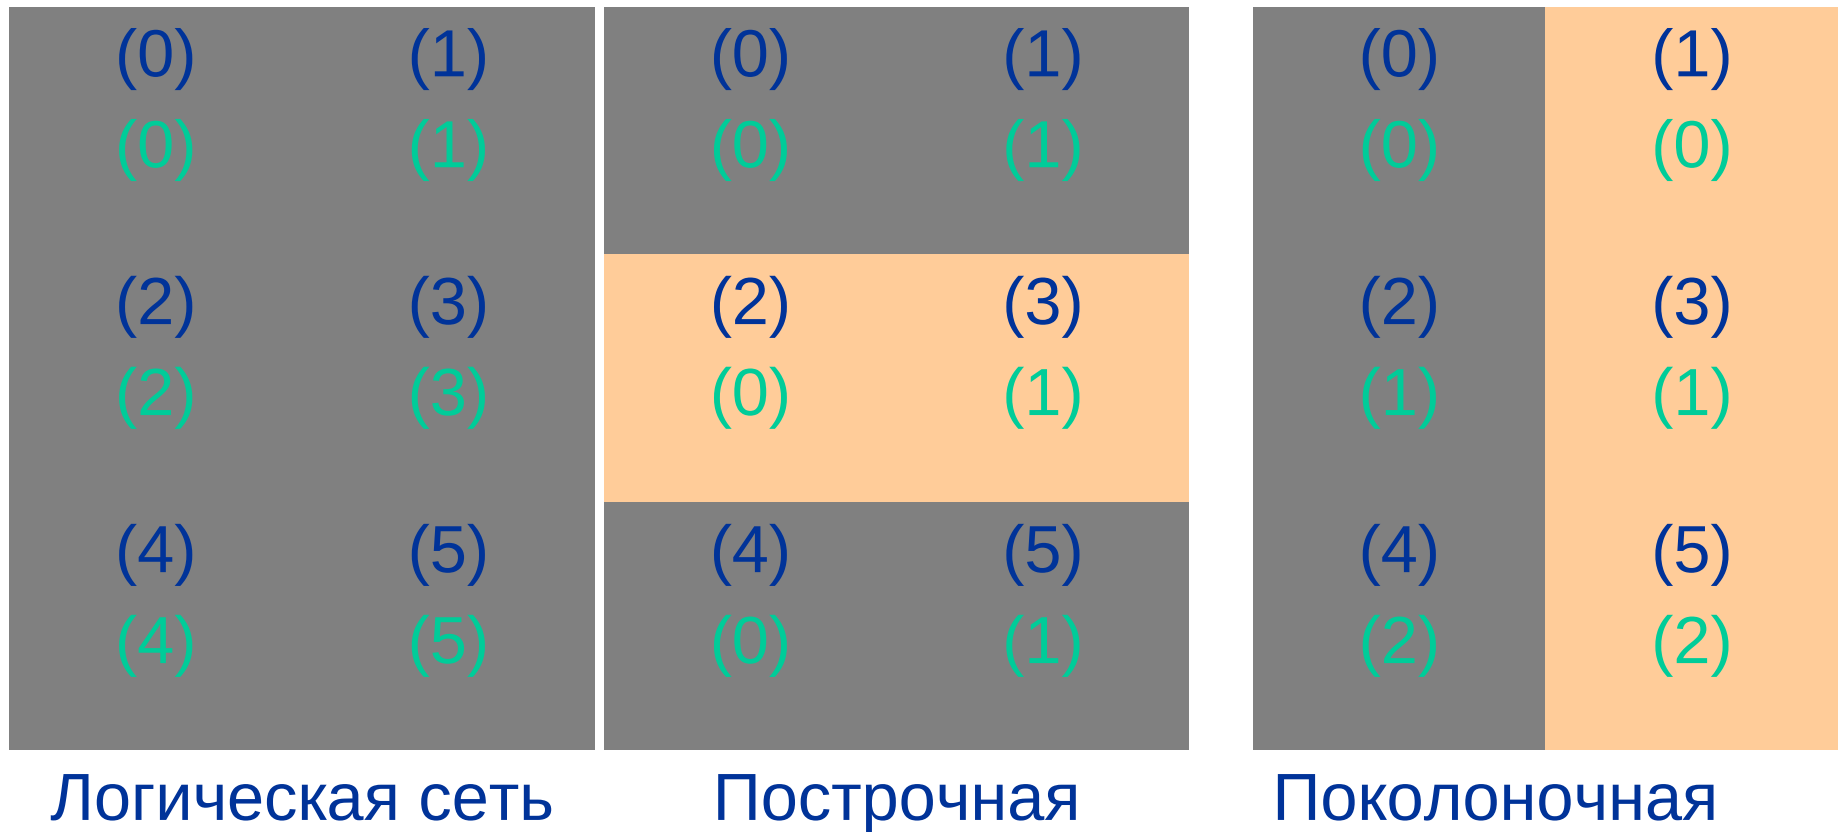 (0) (1) (0) (1) (0) (1)
(0) (1) (0) (1) (0) (0)
(2) (3) (2) (3) (2) (3)
(2) (3) (0) (1) (1) (1)
(4) (5) (4) (5) (4) (5)
(4) (5) (0) (1) (2) (2)
Логическая сеть Построчная Поколоночная